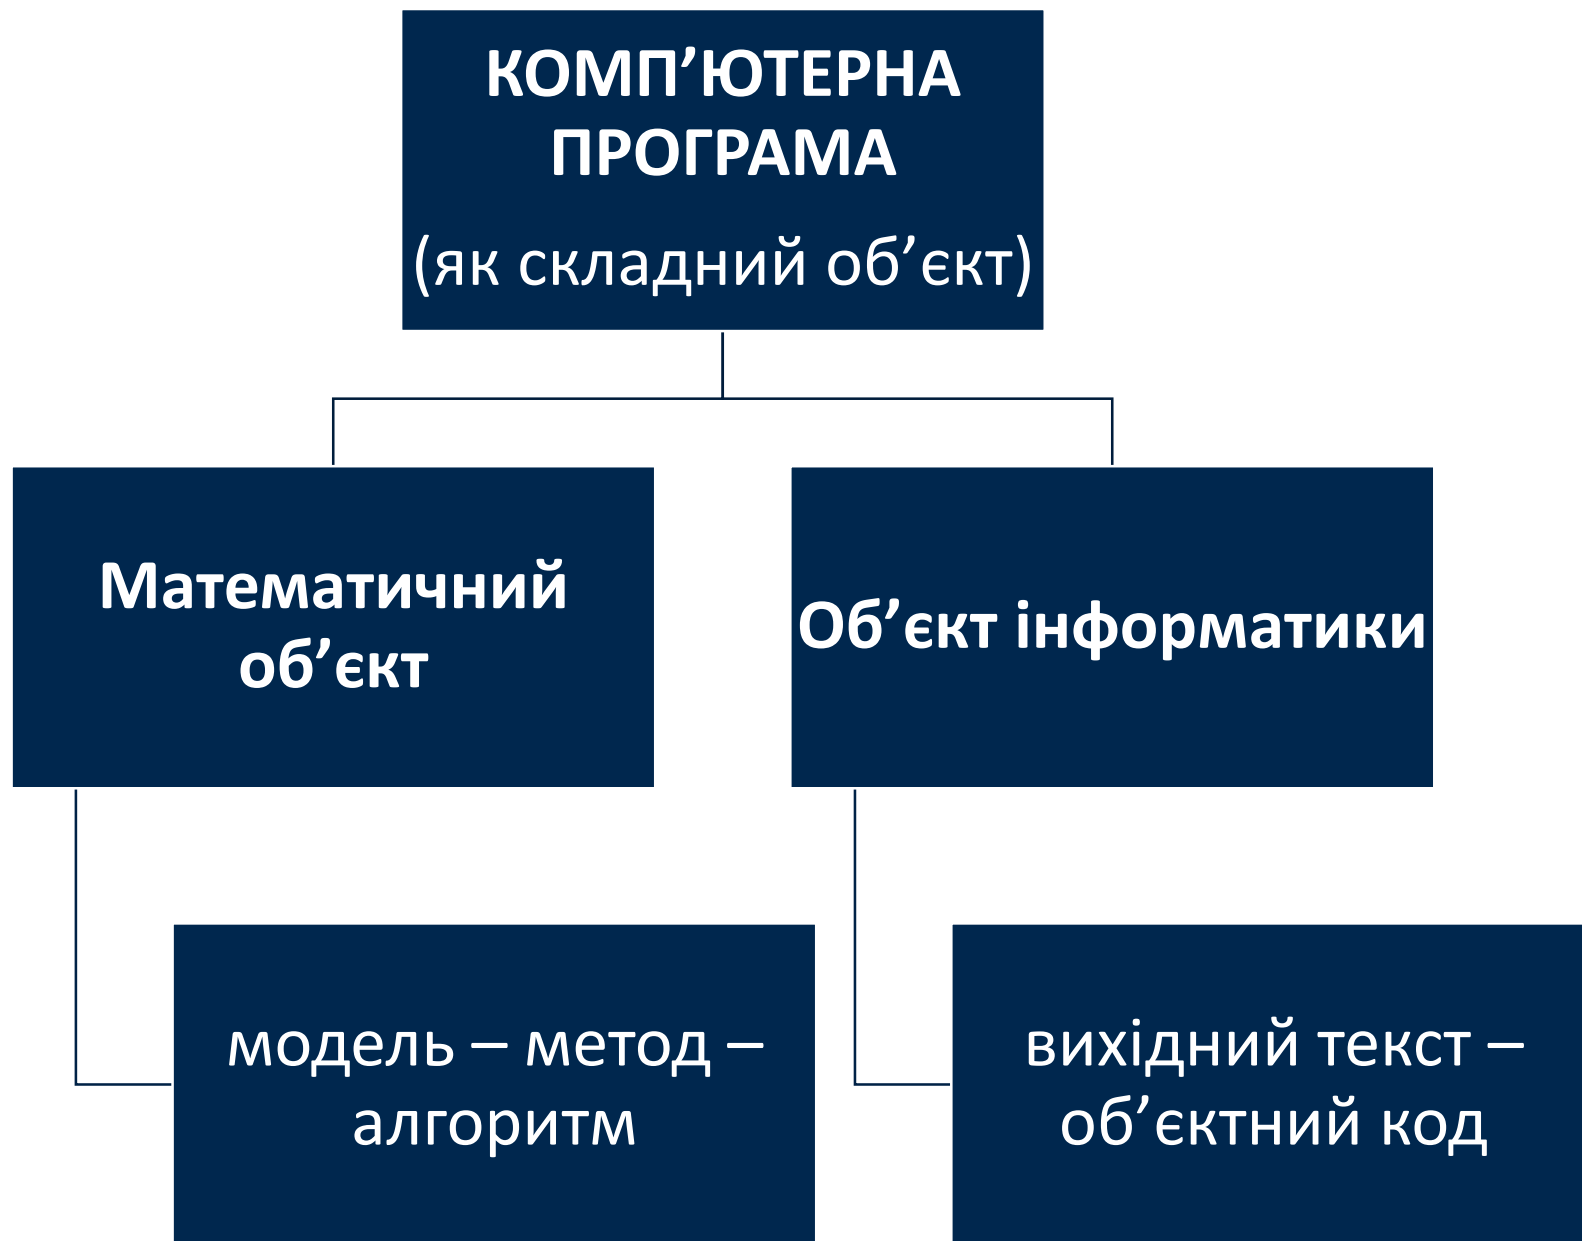 КОМП’ЮТЕРНА
ПРОГРАМА
(як складний об’єкт)
Математичний
об’єкт
Об’єкт інформатики
модель – метод –
алгоритм
вихідний текст –
об’єктний код